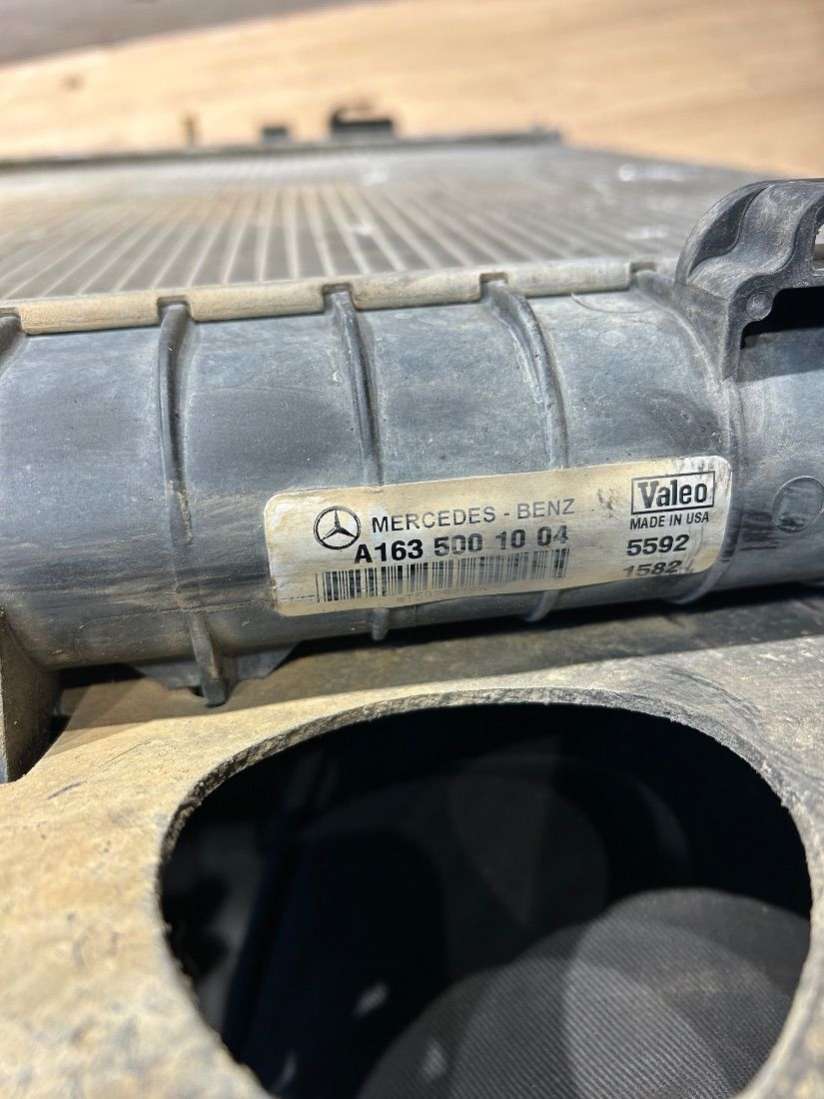 MERCEDES - BENZ
A163 500 10 04
Valeo
MADE IN USA
5592
1582